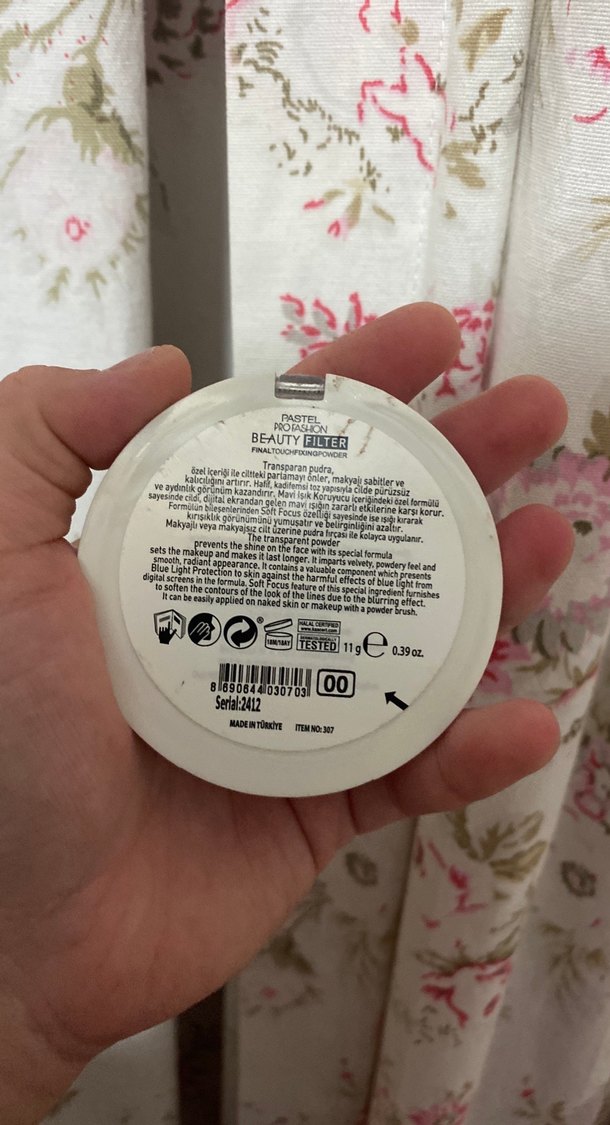 PASTEL
PROFASHION
BEAUTY FILTER
FINALTOUCHFIXINGPOWDER
Transparan pudra,
özel içeriği ile ciltteki parlamayı önler, makyajı sabitler ve
kalıcılığını artırır. Hafif, kadifemsi toz yapısıyla cilde pürüzsüz
ve aydınlık görünüm kazandırır. Mavi Işık Koruyucu içeriğindeki özel formülü
sayesinde cildi, dijital ekrandan gelen mavi ışığın zararlı etkilerine karşı korur.
Formülün bileşenlerinden Soft Focus özelliği sayesinde ise ışığı kırarak
kırışıklık görünümünü yumuşatır ve belirginliğini azaltır.
Makyajlı veya makyajsız cilt üzerine pudra fırçası ile kolayca uygulanır.
The transparent powder
prevents the shine on the face with its special formula
sets the makeup and makes it last longer. It imparts velvety, powdery feel and
smooth, radiant appearance. It contains a valuable component which presents
Blue Light Protection to skin against the harmful effects of blue light from
digital screens in the formula. Soft Focus feature of this special ingredient furnishes
to soften the contours of the look of the lines due to the blurring effect.
It can be easily applied on naked skin or makeup with a powder brush.
18M/18AY
HALAL CERTIFIED
www.kascert.com
DERMATOLOGICALLY
TESTED
11 g e 0.39 oz.
8 690644 030703
00
Serial:2412
MADE IN TÜRKİYE ITEM NO: 307